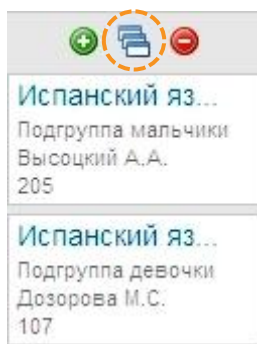 Испанский яз...
Подгруппа мальчики
Высоцкий А.А.
205
Испанский яз...
Подгруппа девочки
Дозорова М.С.
107